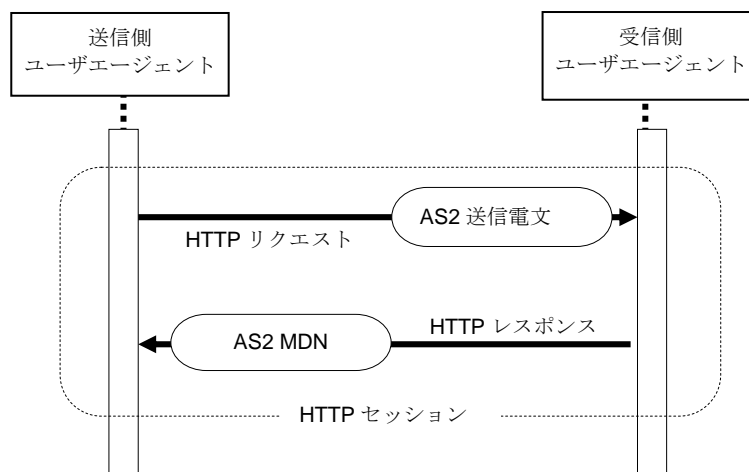 送信側
ユーザエージェント
受信側
ユーザエージェント
AS2 送信電文
HTTP リクエスト
HTTP レスポンス
AS2 MDN
HTTP セッション